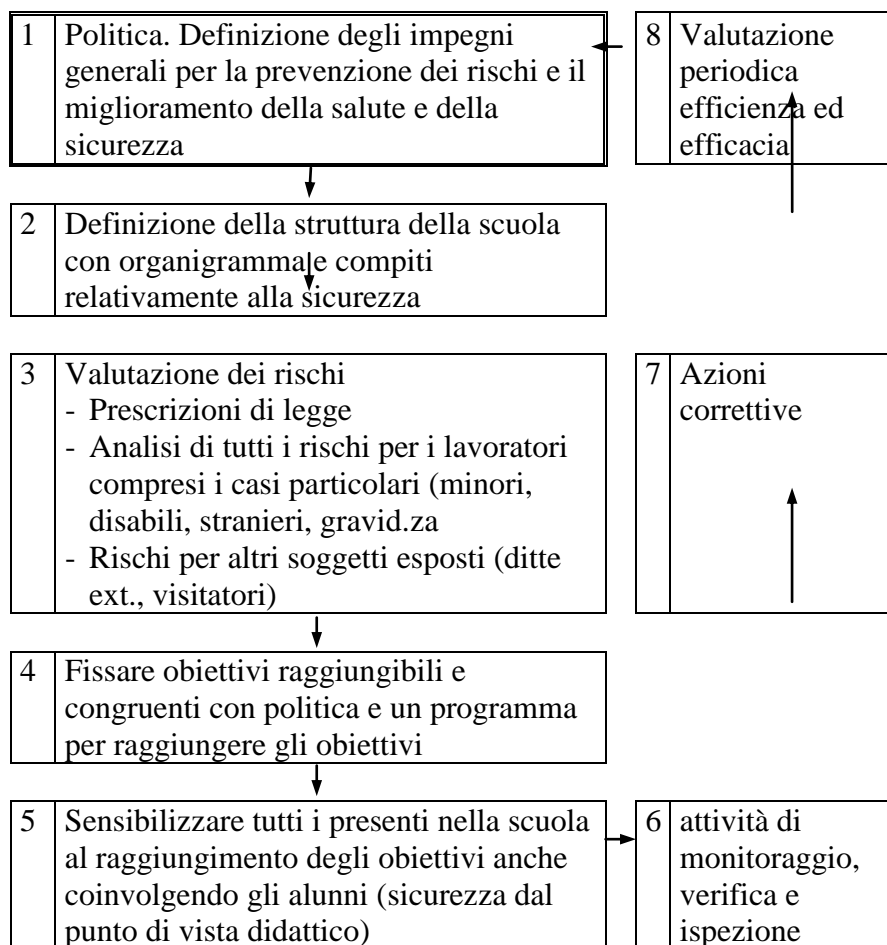 1 Politica. Definizione degli impegni
generali per la prevenzione dei rischi e il
miglioramento della salute e della
sicurezza
8 Valutazione
periodica
efficienza ed
efficacia
2 Definizione della struttura della scuola
con organigramma e compiti
relativamente alla sicurezza
3 Valutazione dei rischi
- Prescrizioni di legge
- Analisi di tutti i rischi per i lavoratori
compresi i casi particolari (minori,
disabili, stranieri, gravid.za
- Rischi per altri soggetti esposti (ditte
ext., visitatori)
7 Azioni
correttive
4 Fissare obiettivi raggiungibili e
congruenti con politica e un programma
per raggiungere gli obiettivi
5 Sensibilizzare tutti i presenti nella scuola
al raggiungimento degli obiettivi anche
coinvolgendo gli alunni (sicurezza dal
punto di vista didattico)
6 attività di
monitoraggio,
verifica e
ispezione